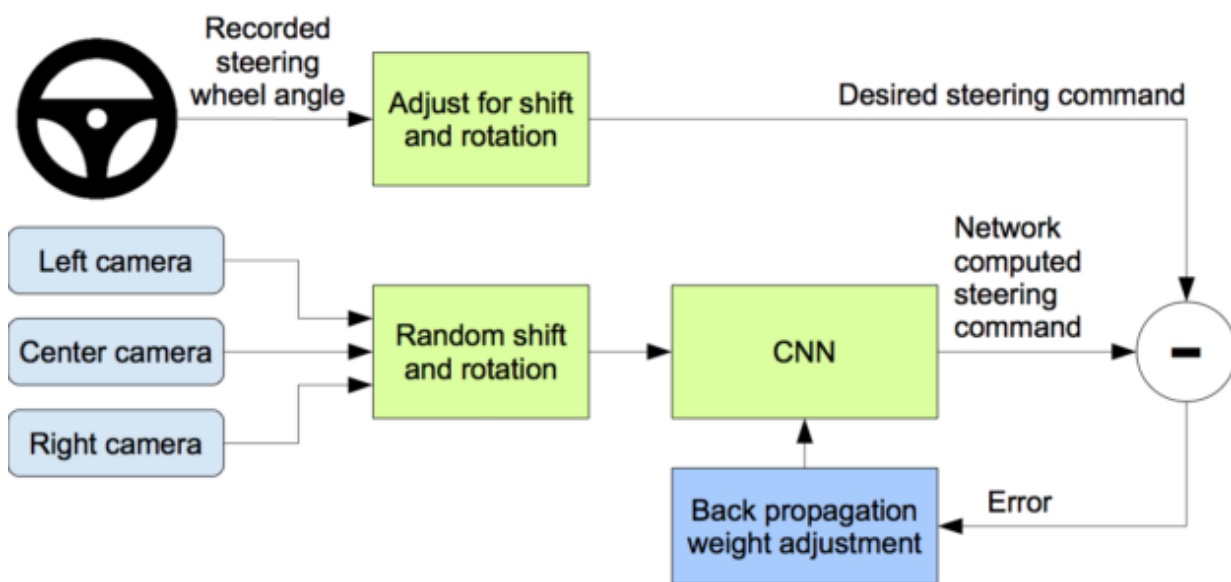 Recorded
steering
wheel angle
Adjust for shift
and rotation
Desired steering command
Left camera
Center camera
Right camera
Random shift
and rotation
CNN
Network
computed
steering
command
-
Back propagation
weight adjustment
Error